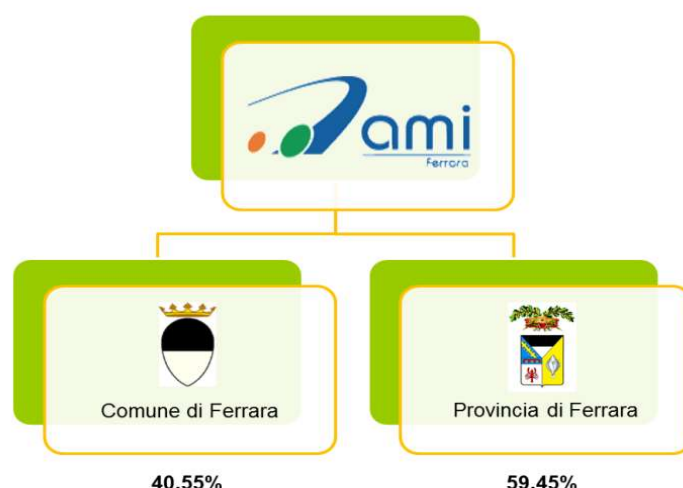 ami
Ferrara
Comune di Ferrara
Provincia di Ferrara
40,55%
59,45%